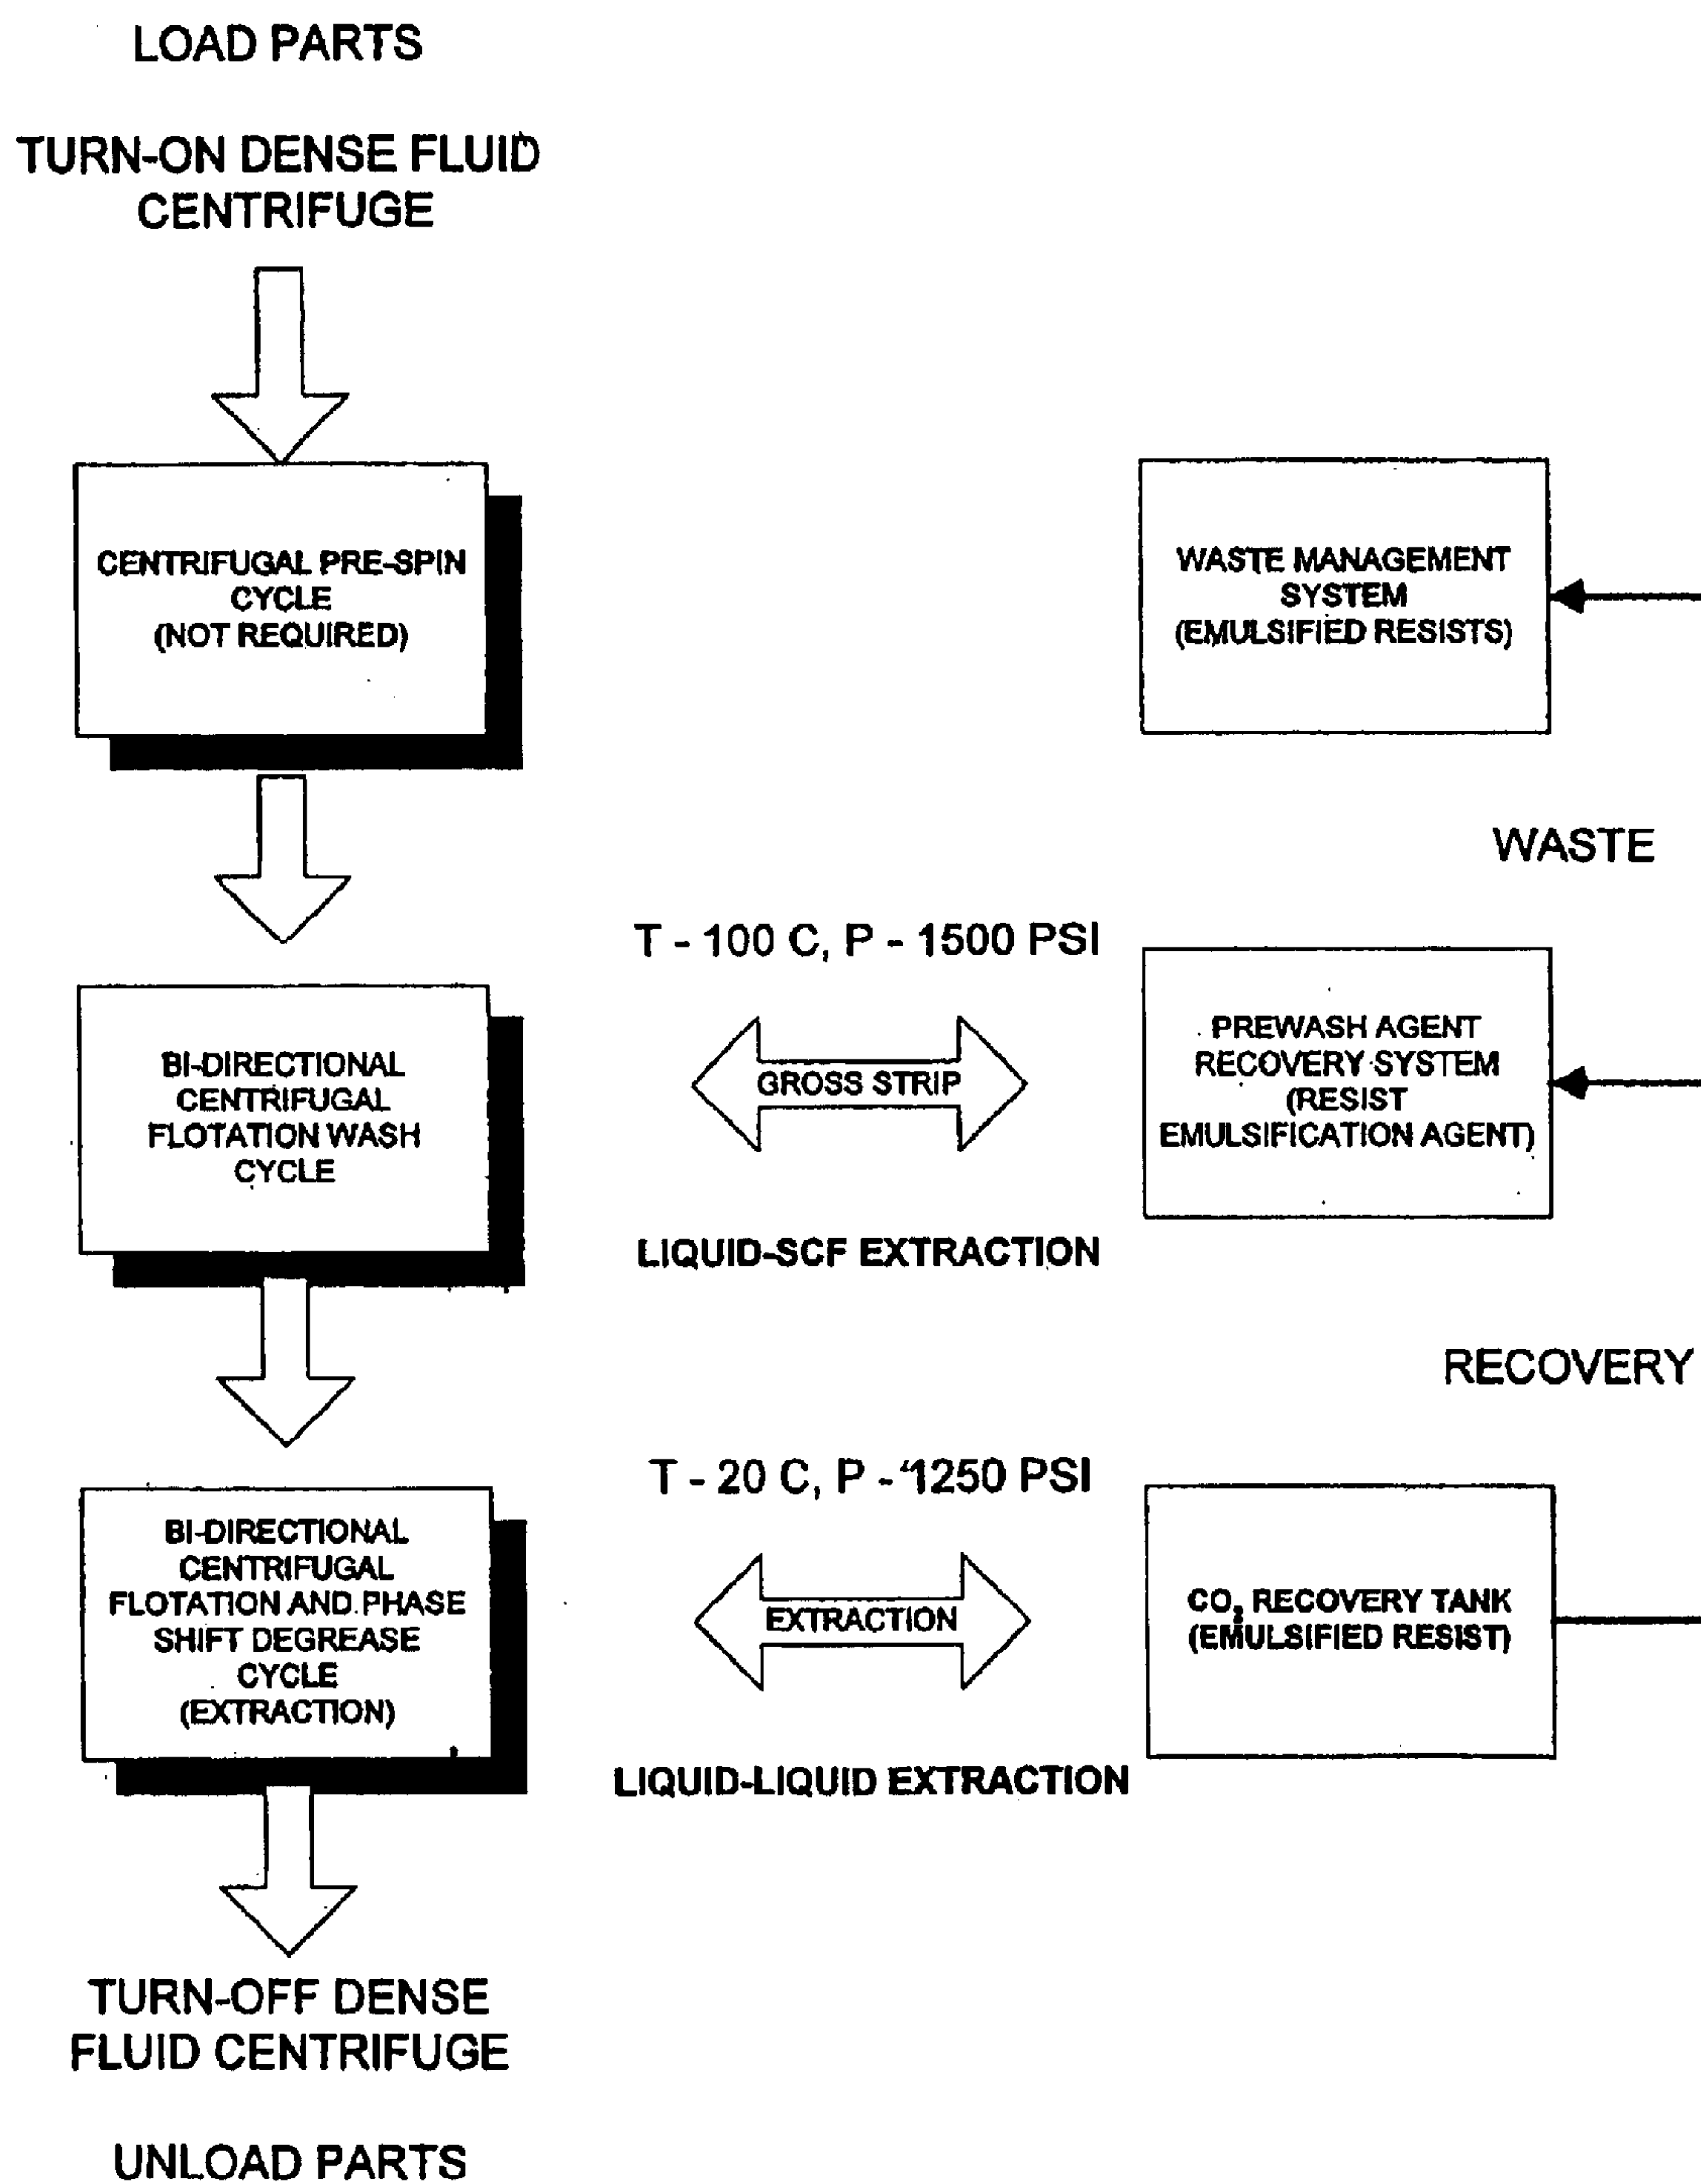 LOAD PARTS
TURN-ON DENSE FLUID
CENTRIFUGE
CENTRIFUGAL PRE-SPIN
CYCLE
(NOT REQUIRED)
WASTE MANAGEMENT
SYSTEM
(EMULSIFIED RESISTS)
WASTE
T - 100 C, P - 1500 PSI
BI-DIRECTIONAL
CENTRIFUGAL
FLOTATION WASH
CYCLE
GROSS STRIP
PREWASH AGENT
RECOVERY SYSTEM
(RESIST
EMULSIFICATION AGENT)
LIQUID-SCF EXTRACTION
RECOVERY
T - 20 C, P - 1250 PSI
BI-DIRECTIONAL
CENTRIFUGAL
FLOTATION AND PHASE
SHIFT DEGREASE
CYCLE
(EXTRACTION)
EXTRACTION
CO₂ RECOVERY TANK
(EMULSIFIED RESIST)
LIQUID-LIQUID EXTRACTION
TURN-OFF DENSE
FLUID CENTRIFUGE
UNLOAD PARTS